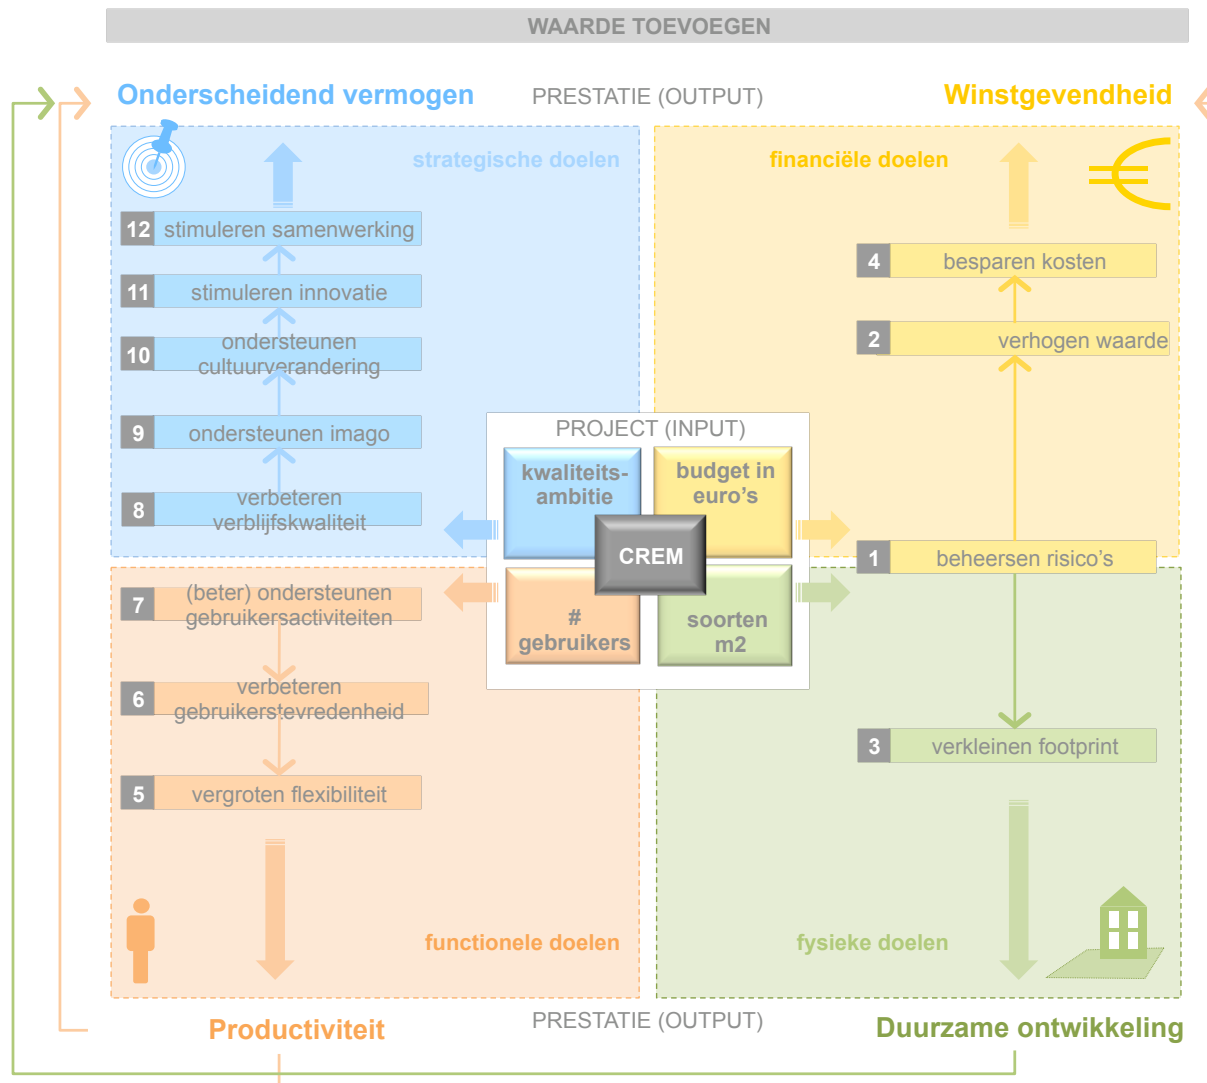 WAARDE TOEVOEGEN
Onderscheidend vermogen
PRESTATIE (OUTPUT)
Winstgevendheid
strategische doelen
financiële doelen
12 stimuleren samenwerking
11 stimuleren innovatie
10 ondersteunen
cultuurverandering
9 ondersteunen imago
8 verbeteren
verblijfskwaliteit
4 besparen kosten
2 verhogen waarde
PROJECT (INPUT)
kwaliteits-
ambitie
budget in
euro’s
CREM
#
gebruikers
soorten
m2
1 beheersen risico’s
7 (beter) ondersteunen
gebruikersactiviteiten
6 verbeteren
gebruikerstevredenheid
5 vergroten flexibiliteit
3 verkleinen footprint
functionele doelen
fysieke doelen
Productiviteit
PRESTATIE (OUTPUT)
Duurzame ontwikkeling